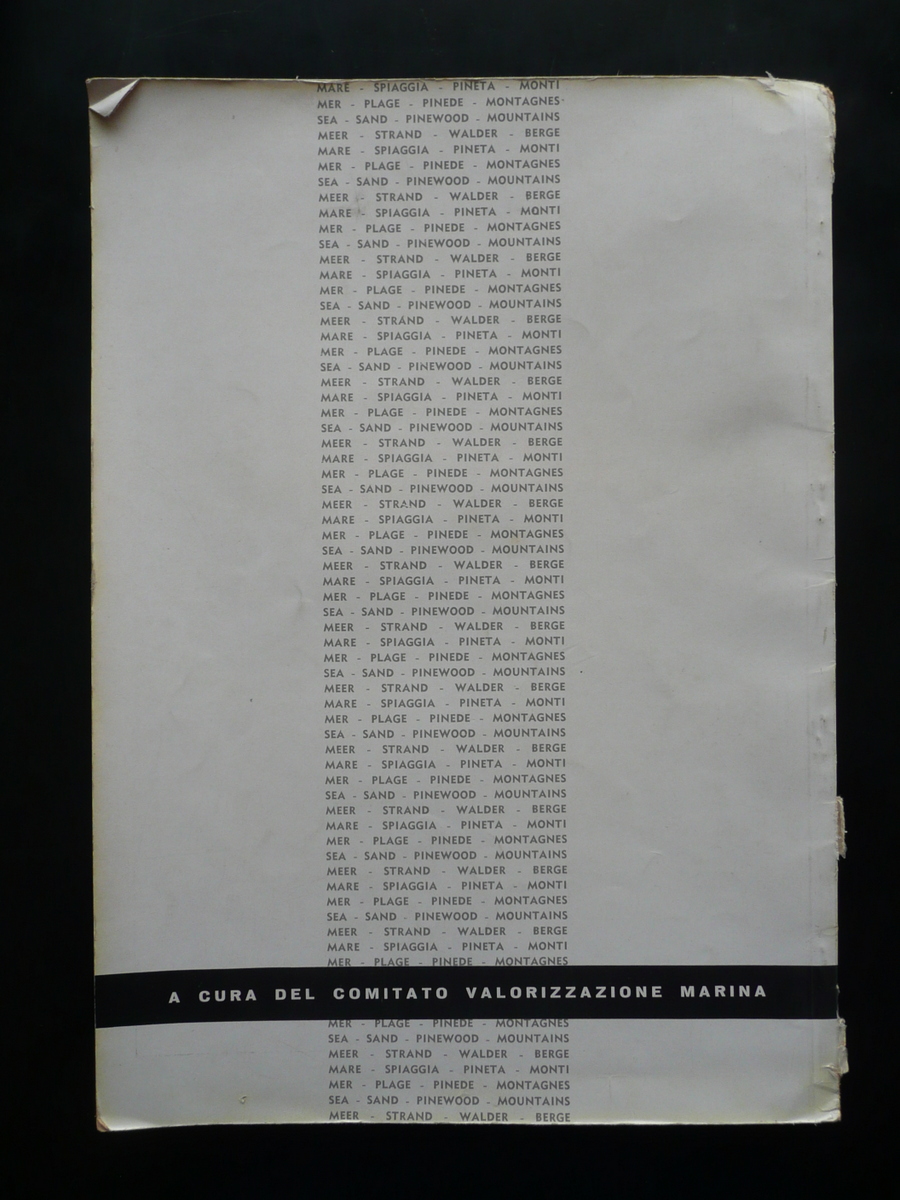 MARE - SPIAGGIA - PINETA - MONTI
MER - PLAGE - PINEDE - MONTAGNES
SEA - SAND - PINEWOOD - MOUNTAINS
MEER - STRAND - WALDER - BERGE
MARE - SPIAGGIA - PINETA - MONTI
MER - PLAGE - PINEDE - MONTAGNES
SEA - SAND - PINEWOOD - MOUNTAINS
MEER - STRAND - WALDER - BERGE
MARE - SPIAGGIA - PINETA - MONTI
MER - PLAGE - PINEDE - MONTAGNES
SEA - SAND - PINEWOOD - MOUNTAINS
MEER - STRAND - WALDER - BERGE
MARE - SPIAGGIA - PINETA - MONTI
MER - PLAGE - PINEDE - MONTAGNES
SEA - SAND - PINEWOOD - MOUNTAINS
MEER - STRAND - WALDER - BERGE
MARE - SPIAGGIA - PINETA - MONTI
MER - PLAGE - PINEDE - MONTAGNES
SEA - SAND - PINEWOOD - MOUNTAINS
MEER - STRAND - WALDER - BERGE
MARE - SPIAGGIA - PINETA - MONTI
MER - PLAGE - PINEDE - MONTAGNES
SEA - SAND - PINEWOOD - MOUNTAINS
MEER - STRAND - WALDER - BERGE
MARE - SPIAGGIA - PINETA - MONTI
MER - PLAGE - PINEDE - MONTAGNES
SEA - SAND - PINEWOOD - MOUNTAINS
MEER - STRAND - WALDER - BERGE
MARE - SPIAGGIA - PINETA - MONTI
MER - PLAGE - PINEDE - MONTAGNES
SEA - SAND - PINEWOOD - MOUNTAINS
MEER - STRAND - WALDER - BERGE
MARE - SPIAGGIA - PINETA - MONTI
MER - PLAGE - PINEDE - MONTAGNES
SEA - SAND - PINEWOOD - MOUNTAINS
MEER - STRAND - WALDER - BERGE
MARE - SPIAGGIA - PINETA - MONTI
MER - PLAGE - PINEDE - MONTAGNES
SEA - SAND - PINEWOOD - MOUNTAINS
MEER - STRAND - WALDER - BERGE
MARE - SPIAGGIA - PINETA - MONTI
MER - PLAGE - PINEDE - MONTAGNES
SEA - SAND - PINEWOOD - MOUNTAINS
MEER - STRAND - WALDER - BERGE
MARE - SPIAGGIA - PINETA - MONTI
MER - PLAGE - PINEDE - MONTAGNES
SEA - SAND - PINEWOOD - MOUNTAINS
MEER - STRAND - WALDER - BERGE
MARE - SPIAGGIA - PINETA - MONTI
MER - PLAGE - PINEDE - MONTAGNES
SEA - SAND - PINEWOOD - MOUNTAINS
MEER - STRAND - WALDER - BERGE
MARE - SPIAGGIA - PINETA - MONTI
MER - PLAGE - PINEDE - MONTAGNES
SEA - SAND - PINEWOOD - MOUNTAINS
MEER - STRAND - WALDER - BERGE
MARE - SPIAGGIA - PINETA - MONTI
MER - PLAGE - PINEDE - MONTAGNES
A CURA DEL COMITATO VALORIZZAZIONE MARINA
MER - PLAGE - PINEDE - MONTAGNES
SEA - SAND - PINEWOOD - MOUNTAINS
MEER - STRAND - WALDER - BERGE
MARE - SPIAGGIA - PINETA - MONTI
MER - PLAGE - PINEDE - MONTAGNES
SEA - SAND - PINEWOOD - MOUNTAINS
MEER - STRAND - WALDER - BERGE